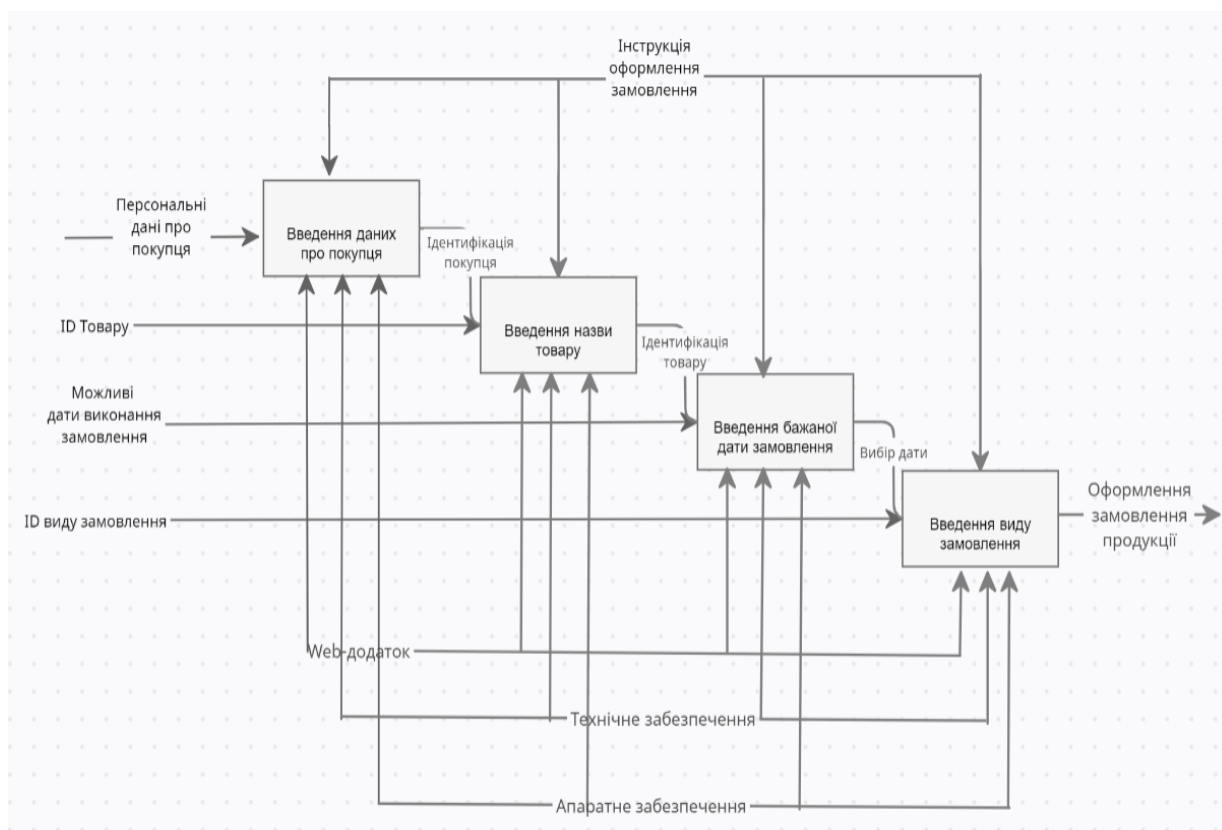 Інструкція
оформлення
замовлення
Персональні
дані про
покупця
Введення даних
про покупця
Ідентифікація
покупця
ID Товару
Введення назви
товару
Ідентифікація
товару
Можливі
дати виконання
замовлення
Введення бажаної
дати замовлення
Вибір дати
ID виду замовлення
Введення виду
замовлення
Оформлення
замовлення
продукції
Web-додаток
Технічне забезпечення
Апаратне забезпечення